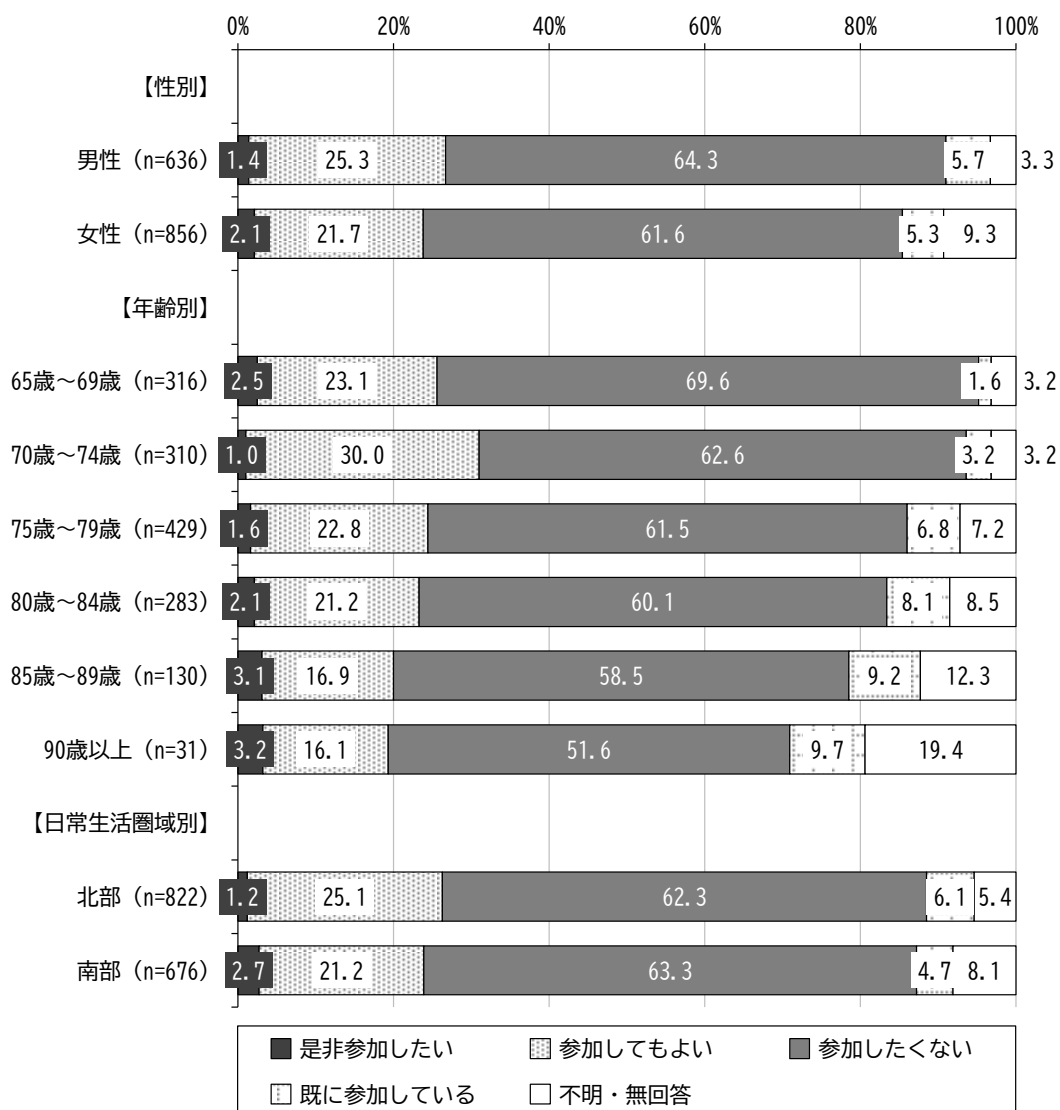 0% 20% 40% 60% 80% 100%
【性別】
男性（n=636） 1.4 25.3 64.3 5.7 3.3
女性（n=856） 2.1 21.7 61.6 5.3 9.3
【年齢別】
65歳～69歳（n=316） 2.5 23.1 69.6 1.6 3.2
70歳～74歳（n=310） 1.0 30.0 62.6 3.2 3.2
75歳～79歳（n=429） 1.6 22.8 61.5 6.8 7.2
80歳～84歳（n=283） 2.1 21.2 60.1 8.1 8.5
85歳～89歳（n=130） 3.1 16.9 58.5 9.2 12.3
90歳以上（n=31） 3.2 16.1 51.6 9.7 19.4
【日常生活圏域別】
北部（n=822） 1.2 25.1 62.3 6.1 5.4
南部（n=676） 2.7 21.2 63.3 4.7 8.1
是非参加したい 参加してもよい 参加したくない
既に参加している 不明・無回答